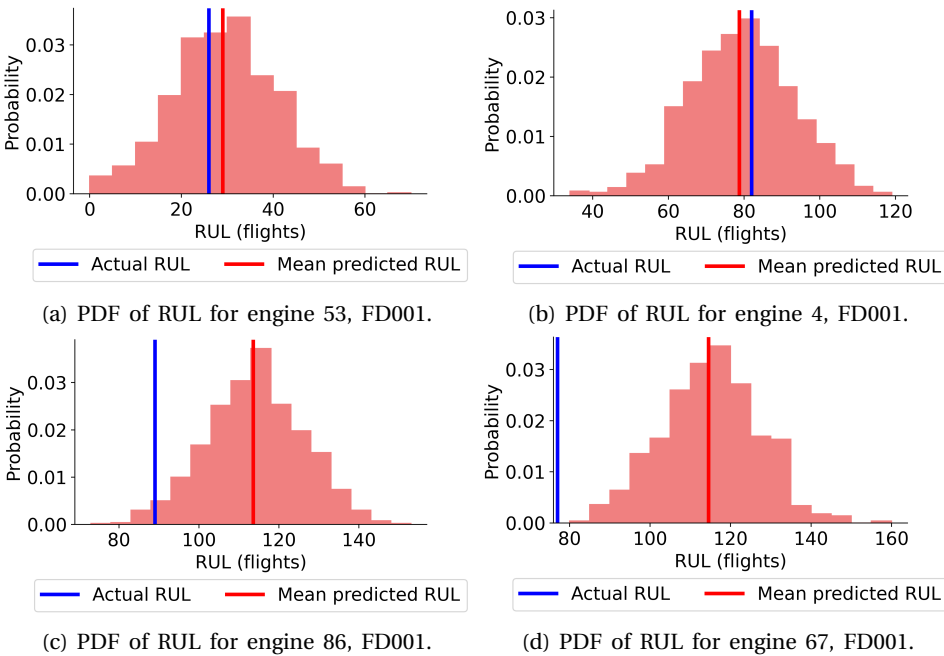 Probability
0.03
0.02
0.01
0.00
0 20 40 60
RUL (flights)
Actual RUL Mean predicted RUL
(a) PDF of RUL for engine 53, FD001.
Probability
0.03
0.02
0.01
0.00
40 60 80 100 120
RUL (flights)
Actual RUL Mean predicted RUL
(b) PDF of RUL for engine 4, FD001.
Probability
0.03
0.02
0.01
0.00
80 100 120 140
RUL (flights)
Actual RUL Mean predicted RUL
(c) PDF of RUL for engine 86, FD001.
Probability
0.03
0.02
0.01
0.00
80 100 120 140 160
RUL (flights)
Actual RUL Mean predicted RUL
(d) PDF of RUL for engine 67, FD001.